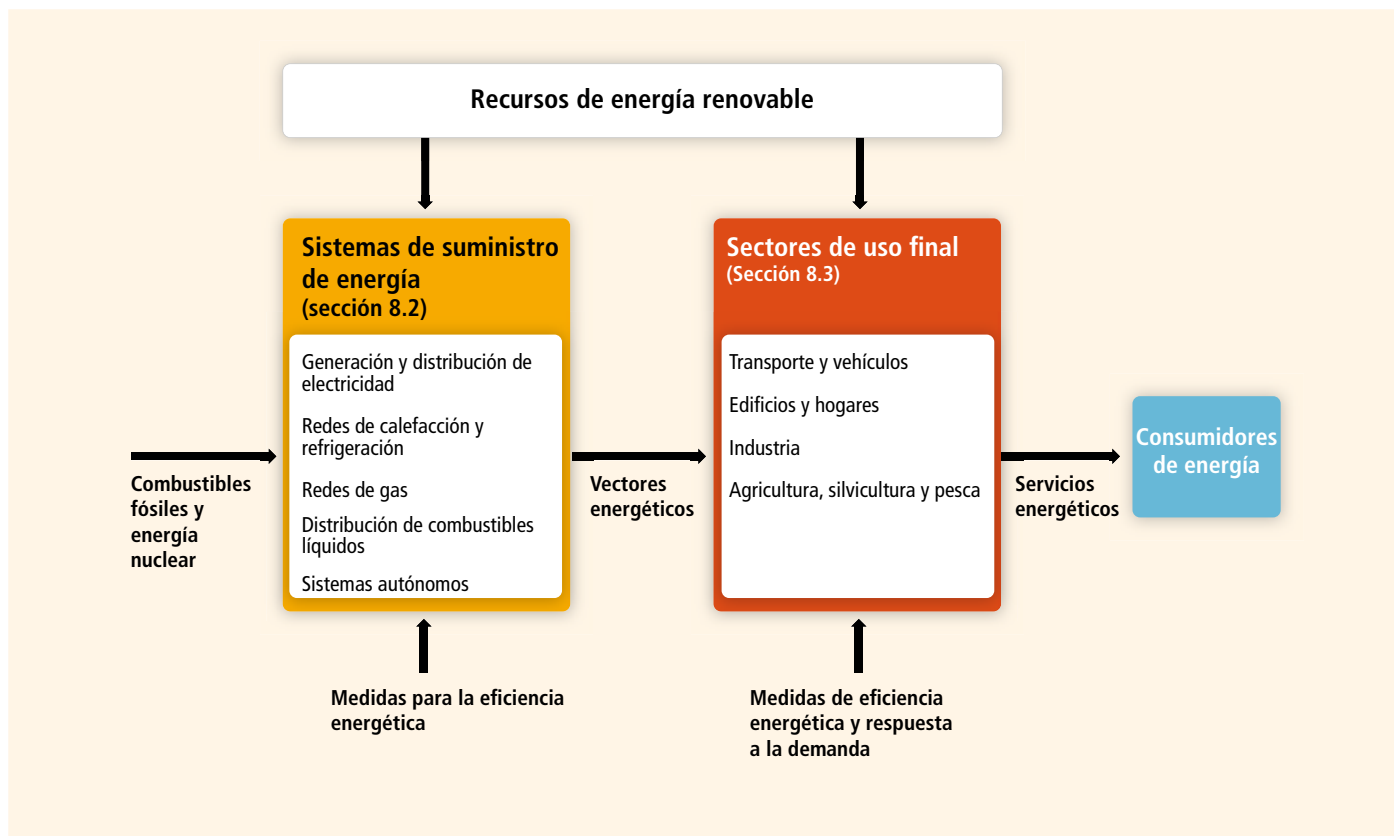 Recursos de energía renovable
Sistemas de suministro
de energía
(sección 8.2)
Generación y distribución de
electricidad
Redes de calefacción y
refrigeración
Redes de gas
Distribución de combustibles
líquidos
Sistemas autónomos
Sectores de uso final
(Sección 8.3)
Transporte y vehículos
Edificios y hogares
Industria
Agricultura, silvicultura y pesca
Combustibles
fósiles y
energía
nuclear
Vectores
energéticos
Servicios
energéticos
Consumidores
de energía
Medidas para la eficiencia
energética
Medidas de eficiencia
energética y respuesta
a la demanda